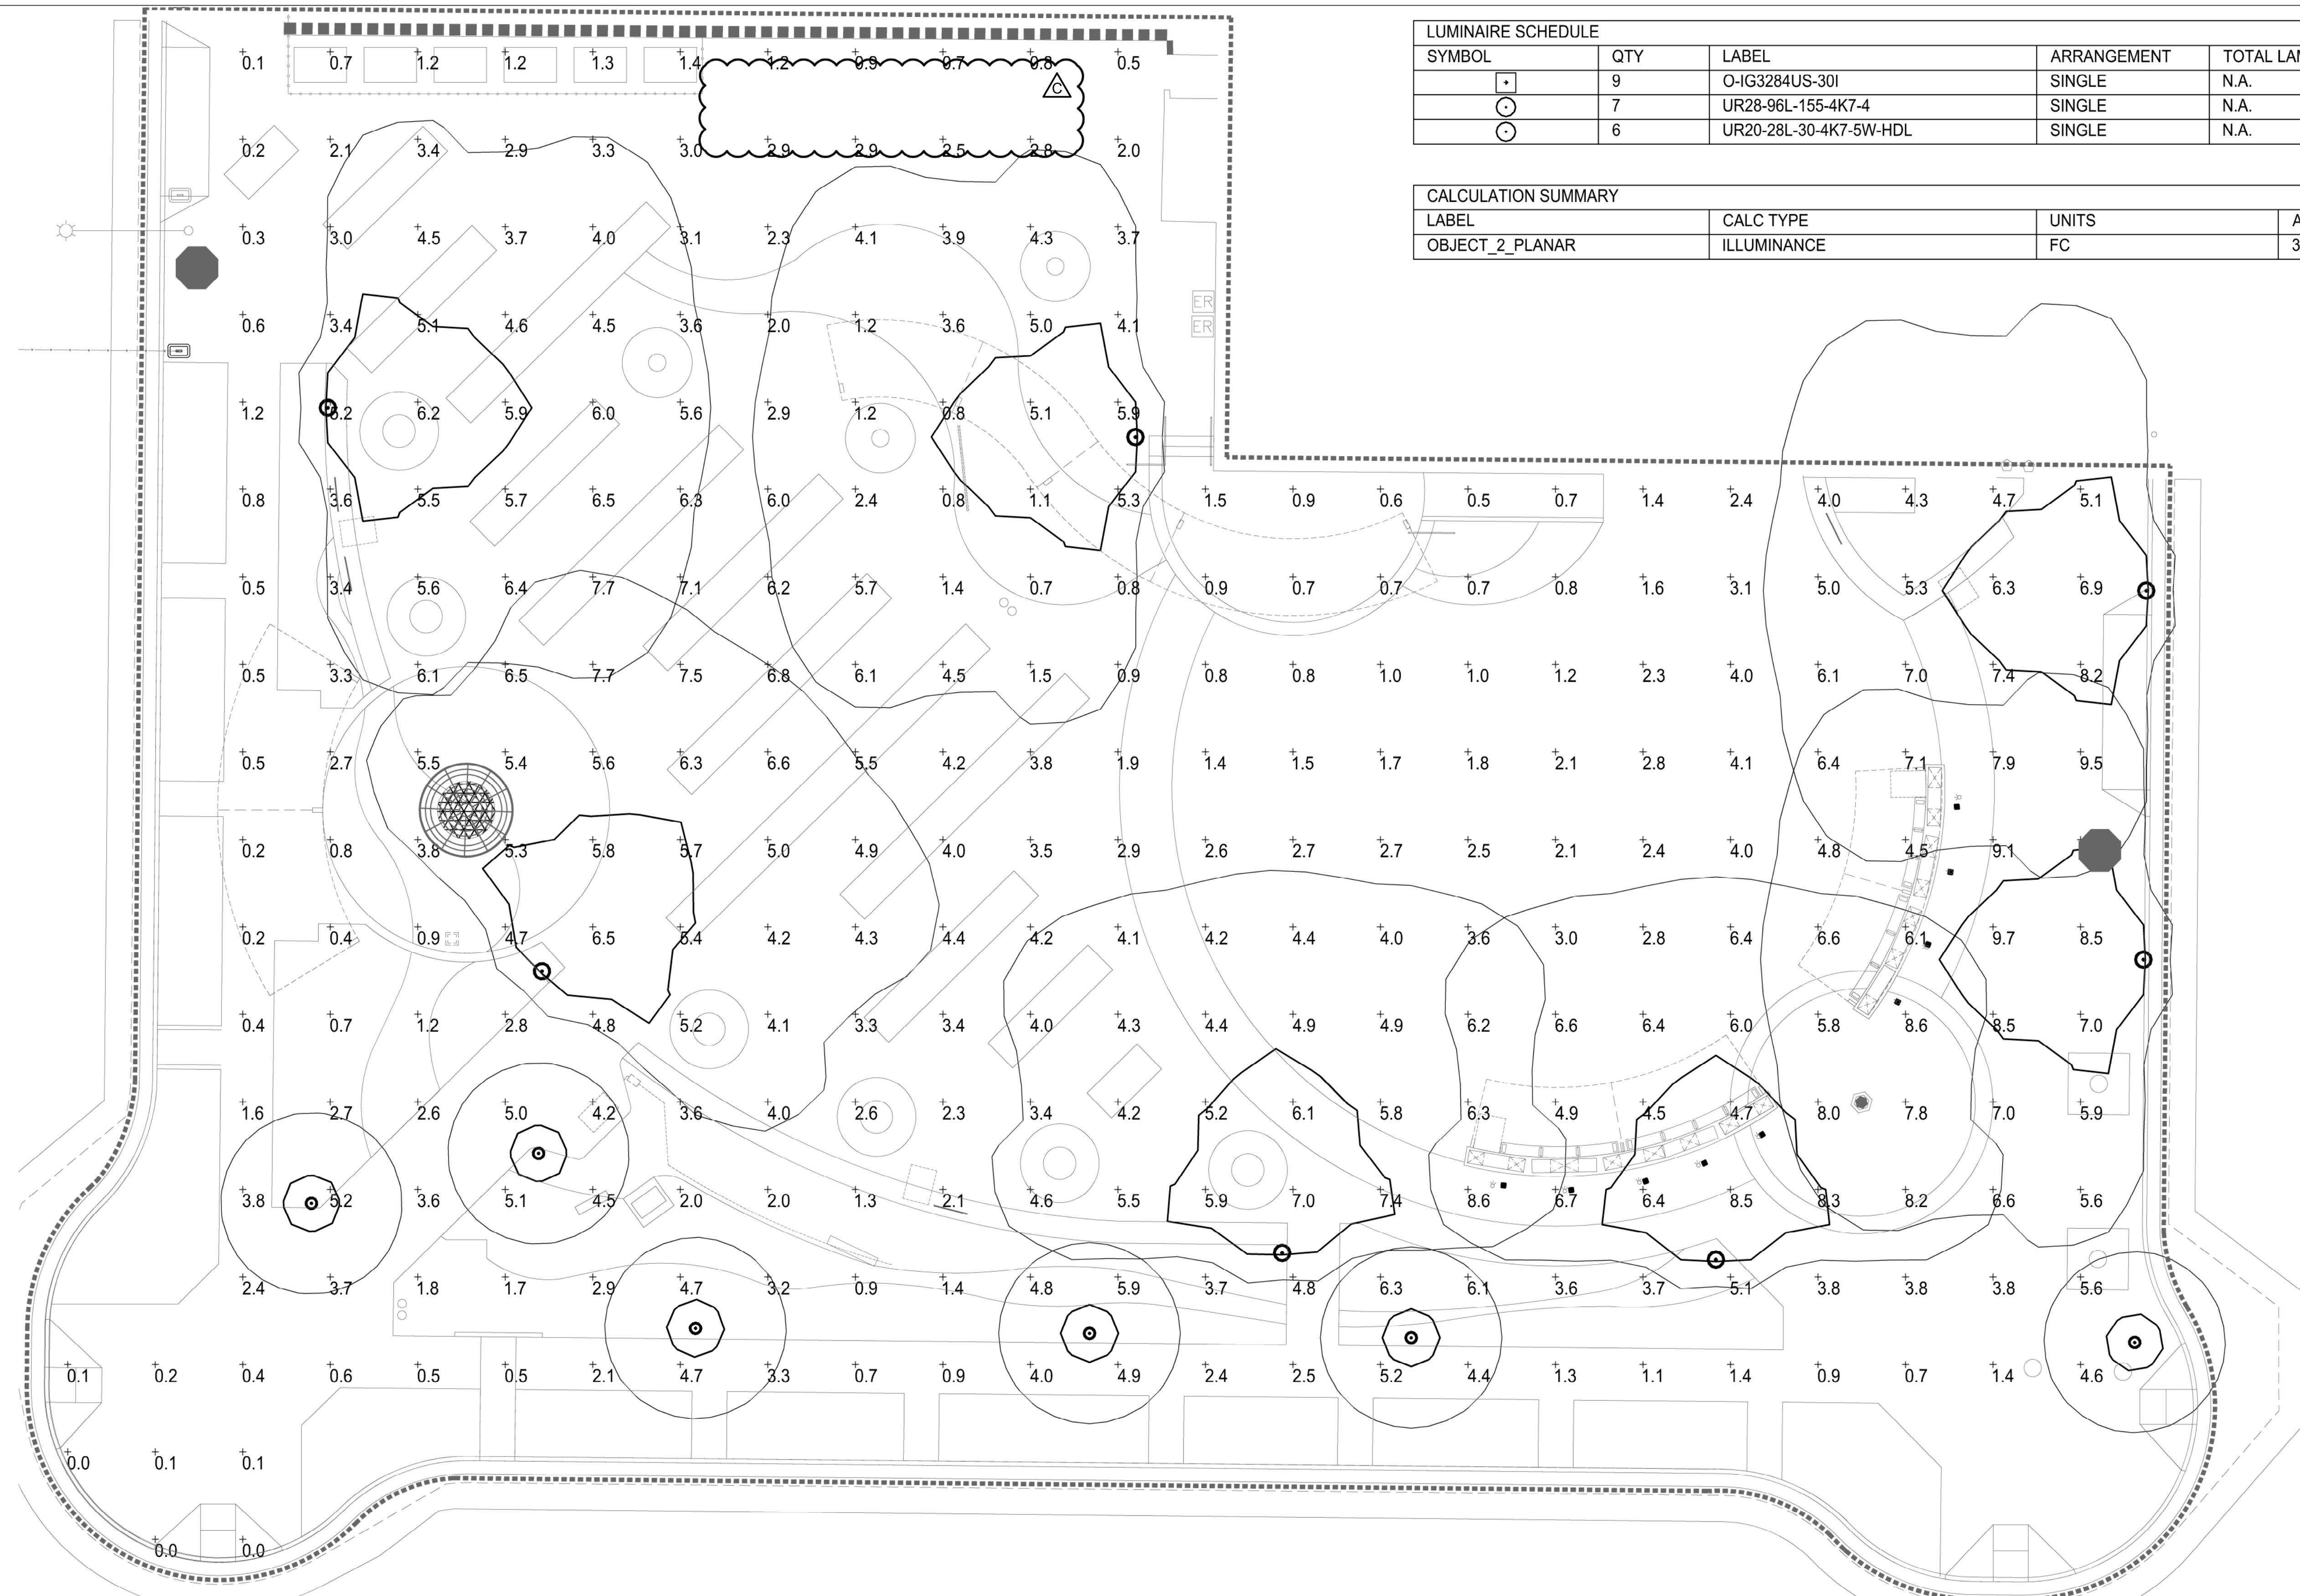 LUMINAIRE SCHEDULE
SYMBOL QTY LABEL ARRANGEMENT TOTAL LAM
9 O-IG3284US-30I SINGLE N.A.
7 UR28-96L-155-4K7-4 SINGLE N.A.
6 UR20-28L-30-4K7-5W-HDL SINGLE N.A.
CALCULATION SUMMARY
LABEL CALC TYPE UNITS A
OBJECT_2_PLANAR ILLUMINANCE FC 3
0.1 0.7 1.2 1.2 1.3 1.4 1.2 0.9 0.7 0.8 0.5
C
0.2 2.1 3.4 2.9 3.3 3.0 2.9 2.9 2.5 2.8 2.0
0.3 3.0 4.5 3.7 4.0 3.1 2.3 4.1 3.9 4.3 3.7
ER
ER
0.6 3.4 5.1 4.6 4.5 3.6 2.0 1.2 3.6 5.0 4.1
1.2 6.2 5.9 6.0 5.6 2.9 1.2 0.8 5.1 5.9
0.8 3.6 5.5 5.7 6.5 6.3 6.0 2.4 0.8 1.1 5.3 1.5 0.9 0.6 0.5 0.7 1.4 2.4 4.0 4.3 4.7 5.1
0.5 3.4 5.6 6.4 7.7 7.1 6.2 5.7 1.4 0.7 0.8 0.9 0.7 0.7 0.7 0.8 1.6 3.1 5.0 5.3 6.3 6.9
0.5 3.3 6.1 6.5 7.7 7.5 6.8 6.1 4.5 1.5 0.9 0.8 0.8 1.0 1.0 1.2 2.3 4.0 6.1 7.0 7.4 8.2
0.5 2.7 5.5 5.4 5.6 6.3 6.6 5.5 4.2 3.8 1.9 1.4 1.5 1.7 1.8 2.1 2.8 4.1 6.4 7.1 7.9 9.5
0.2 0.8 3.8 5.3 5.8 5.7 5.0 4.9 4.0 3.5 2.9 2.6 2.7 2.7 2.5 2.1 2.4 4.0 4.8 4.5 9.1
0.2 0.4 0.9 4.7 6.5 5.4 4.2 4.3 4.4 4.2 4.1 4.2 4.4 4.0 3.6 3.0 2.8 6.4 6.6 6.1 9.7 8.5
0.4 0.7 1.2 2.8 4.8 5.2 4.1 3.3 3.4 4.0 4.3 4.4 4.9 4.9 6.2 6.6 6.4 6.0 5.8 8.6 8.5 7.0
1.6 2.7 2.6 5.0 4.2 3.6 4.0 2.6 2.3 3.4 4.2 5.2 6.1 5.8 6.3 4.9 4.5 4.7 8.0 7.8 7.0 5.9
3.8 5.2 3.6 5.1 4.5 2.0 2.0 1.3 2.1 4.6 5.5 5.9 7.0 7.4 8.6 6.7 6.4 8.5 8.3 8.2 6.6 5.6
2.4 3.7 1.8 1.7 2.9 4.7 3.2 0.9 1.4 4.8 5.9 3.7 4.8 6.3 6.1 3.6 3.7 5.1 3.8 3.8 3.8 5.6
0.1 0.2 0.4 0.6 0.5 0.5 2.1 4.7 3.3 0.7 0.9 4.0 4.9 2.4 2.5 5.2 4.4 1.3 1.1 1.4 0.9 0.7 1.4 4.6
0.0 0.1 0.1
0.0 0.0